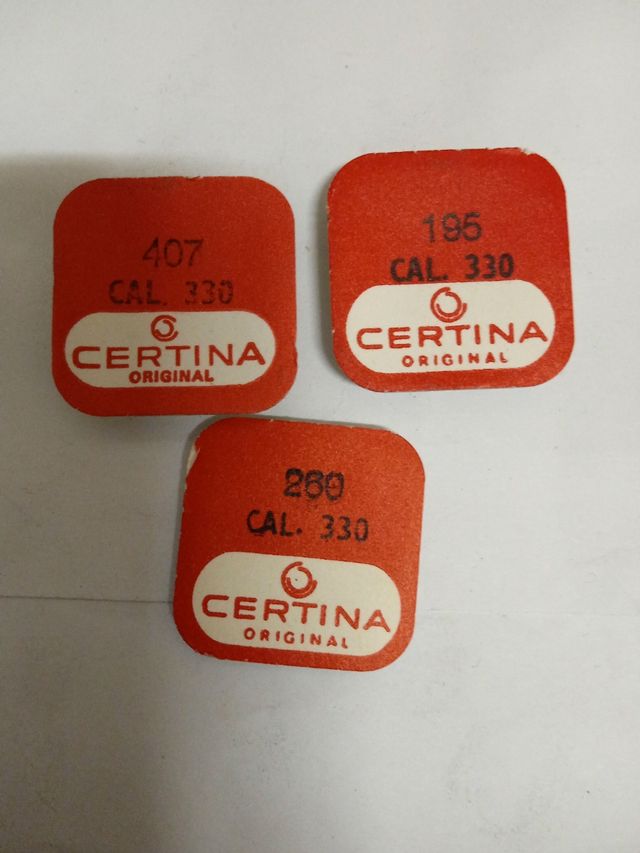 407
CAL. 330
CERTINA
ORIGINAL
195
CAL. 330
CERTINA
ORIGINAL
260
CAL. 330
CERTINA
ORIGINAL